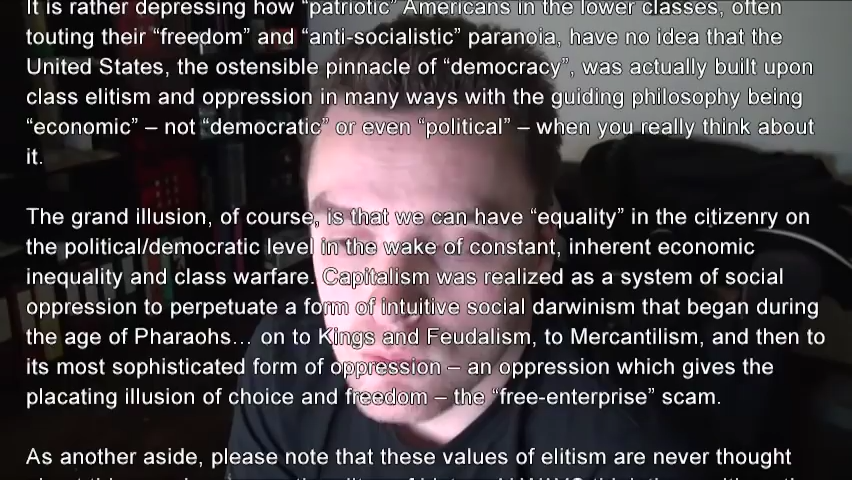 It is rather depressing how “patriotic” Americans in the lower classes, often
touting their “freedom” and “anti-socialistic” paranoia, have no idea that the
United States, the ostensible pinnacle of “democracy”, was actually built upon
class elitism and oppression in many ways with the guiding philosophy being
“economic” – not “democratic” or even “political” – when you really think about
it.
The grand illusion, of course, is that we can have “equality” in the citizenry on
the political/democratic level in the wake of constant, inherent economic
inequality and class warfare. Capitalism was realized as a system of social
oppression to perpetuate a form of intuitive social darwinism that began during
the age of Pharaohs… on to Kings and Feudalism, to Mercantilism, and then to
its most sophisticated form of oppression – an oppression which gives the
placating illusion of choice and freedom – the “free-enterprise” scam.
As another aside, please note that these values of elitism are never thought